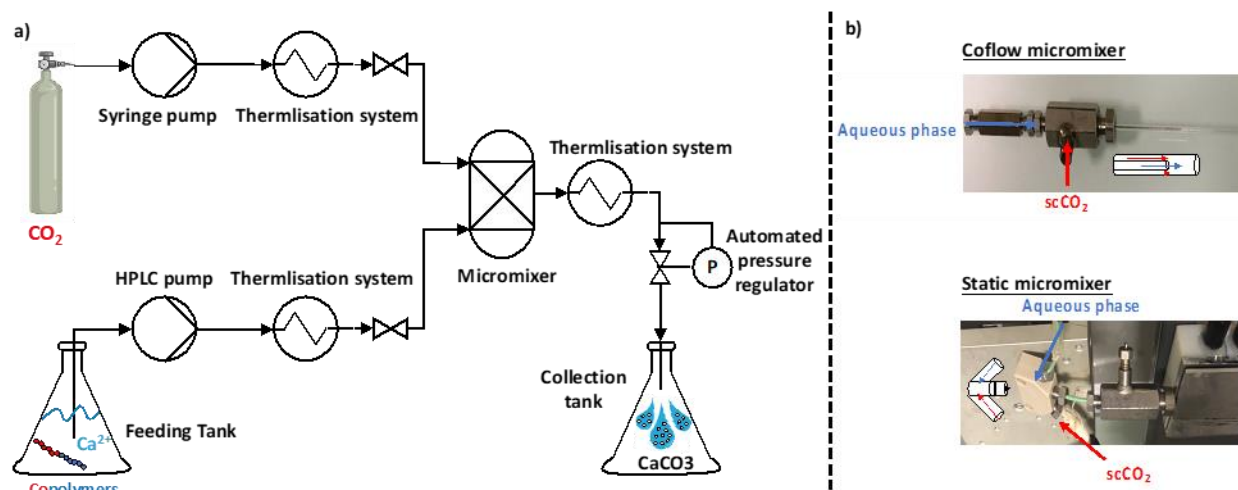 a)
Syringe pump
Thermlisation system
CO2
Thermlisation system
Micromixer
Automated
pressure
regulator
P
HPLC pump
Thermlisation system
Feeding Tank
Ca2+
Copolymers
Collection
tank
CaCO3
b)
Coflow micromixer
Aqueous phase
scCO2
Static micromixer
Aqueous phase
scCO2